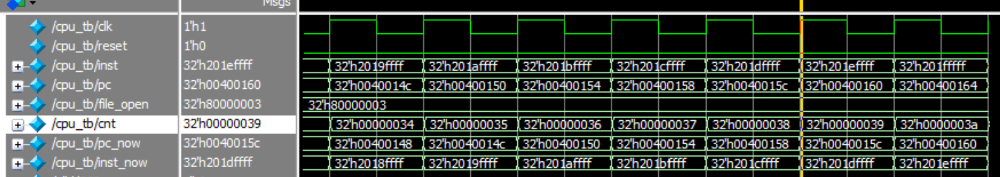 Msgs
/cpu_tb/clk 1'h1
/cpu_tb/reset 1'h0
/cpu_tb/inst 32'h201effff 32'h2019ffff 32'h201affff 32'h201bffff 32'h201cffff 32'h201dffff 32'h201effff 32'h201fffff
/cpu_tb/pc 32'h00400160 32'h0040014c 32'h00400150 32'h00400154 32'h00400158 32'h0040015c 32'h00400160 32'h00400164
/cpu_tb/file_open 32'h80000003 32'h80000003
/cpu_tb/cnt 32'h00000039 32'h00000034 32'h00000035 32'h00000036 32'h00000037 32'h00000038 32'h00000039 32'h0000003a
/cpu_tb/pc_now 32'h0040015c 32'h00400148 32'h0040014c 32'h00400150 32'h00400154 32'h00400158 32'h0040015c 32'h00400160
/cpu_tb/inst_now 32'h201dffff 32'h2018ffff 32'h2019ffff 32'h201affff 32'h201bffff 32'h201cffff 32'h201dffff 32'h201effff